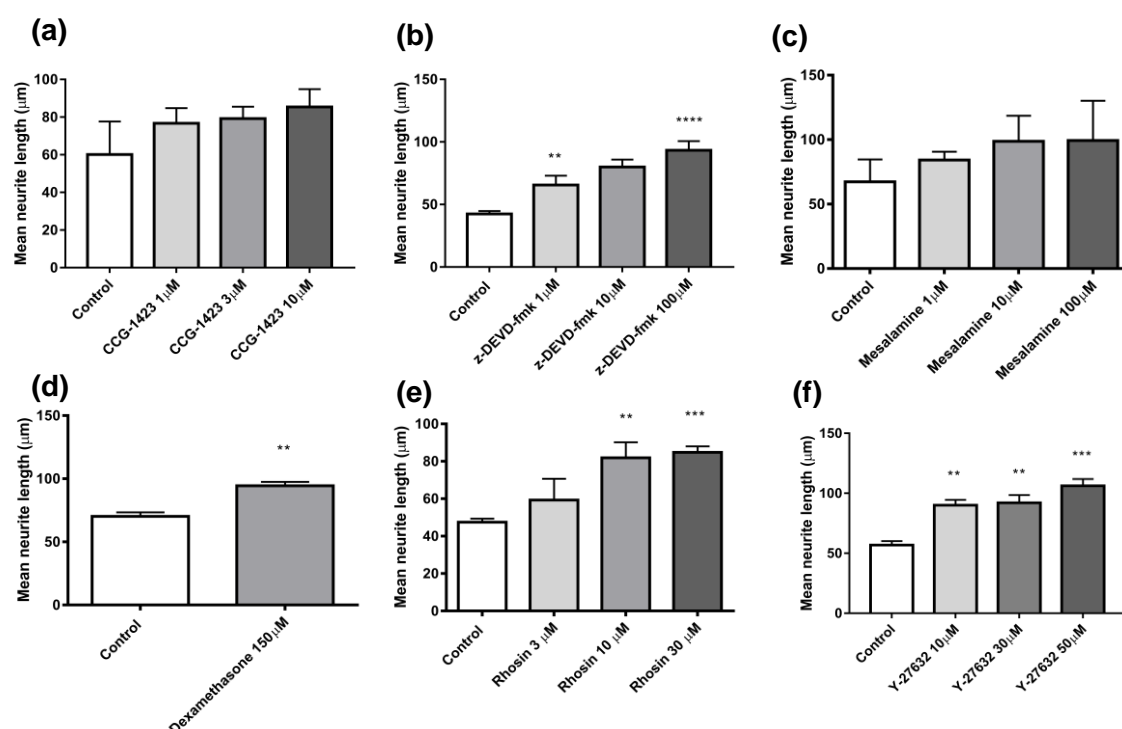 (a)
Mean neurite length (μm)
100
80
60
40
20
0
Control
CCG-1423 1μM
CCG-1423 3μM
CCG-1423 10μM
(b)
Mean neurite length (μm)
150
100
50
0
**
****
Control
z-DEVD-fmk 1μM
z-DEVD-fmk 10μM
z-DEVD-fmk 100μM
(c)
Mean neurite length (μm)
150
100
50
0
Control
Mesalamine 1μM
Mesalamine 10μM
Mesalamine 100μM
(d)
Mean neurite length (μm)
150
100
50
0
**
Control
Dexamethasone 150μM
(e)
Mean neurite length (μm)
100
80
60
40
20
0
**
***
Control
Rhosin 3 μM
Rhosin 10 μM
Rhosin 30 μM
(f)
Mean neurite length (μm)
150
100
50
0
**
**
***
Control
Y-27632 10μM
Y-27632 30μM
Y-27632 50μM